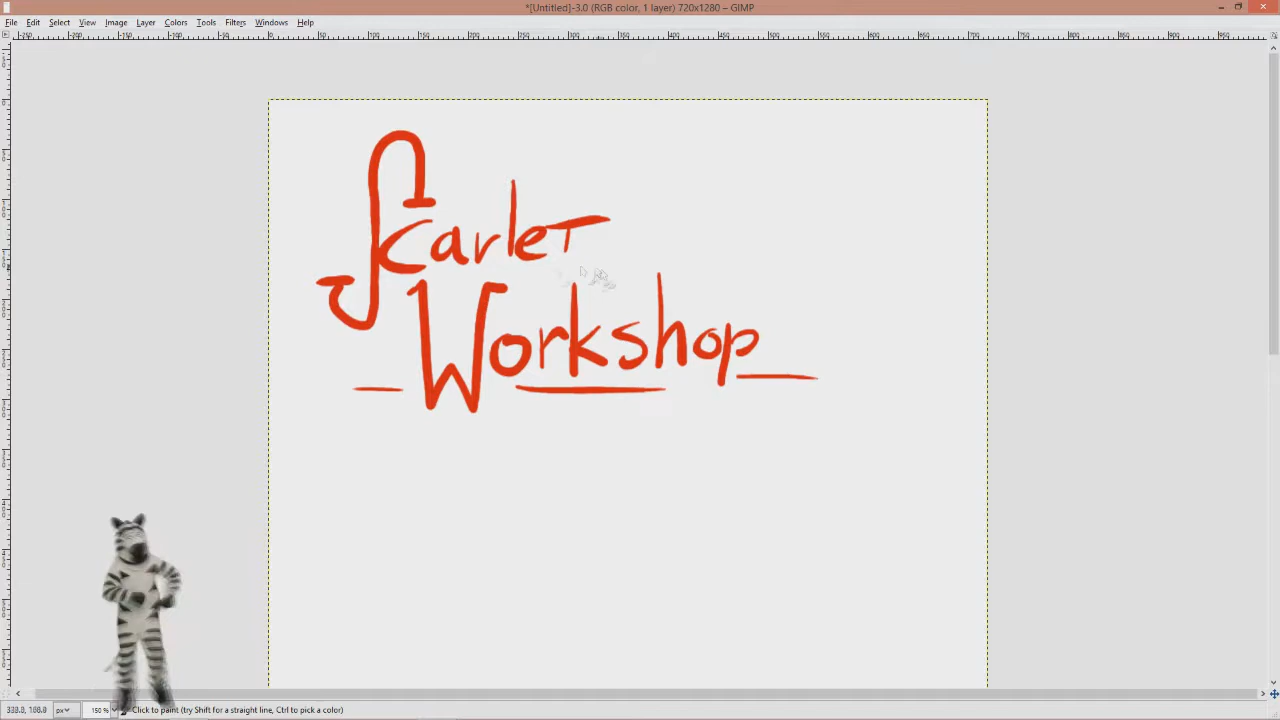 *[Untitled]-3.0 (RGB color, 1 layer) 720x1280 – GIMP
File Edit Select View Image Layer Colors Tools Filters Windows Help
Scarlet
Workshop
px 150 % Click to paint (try Shift for a straight line, Ctrl to pick a color)